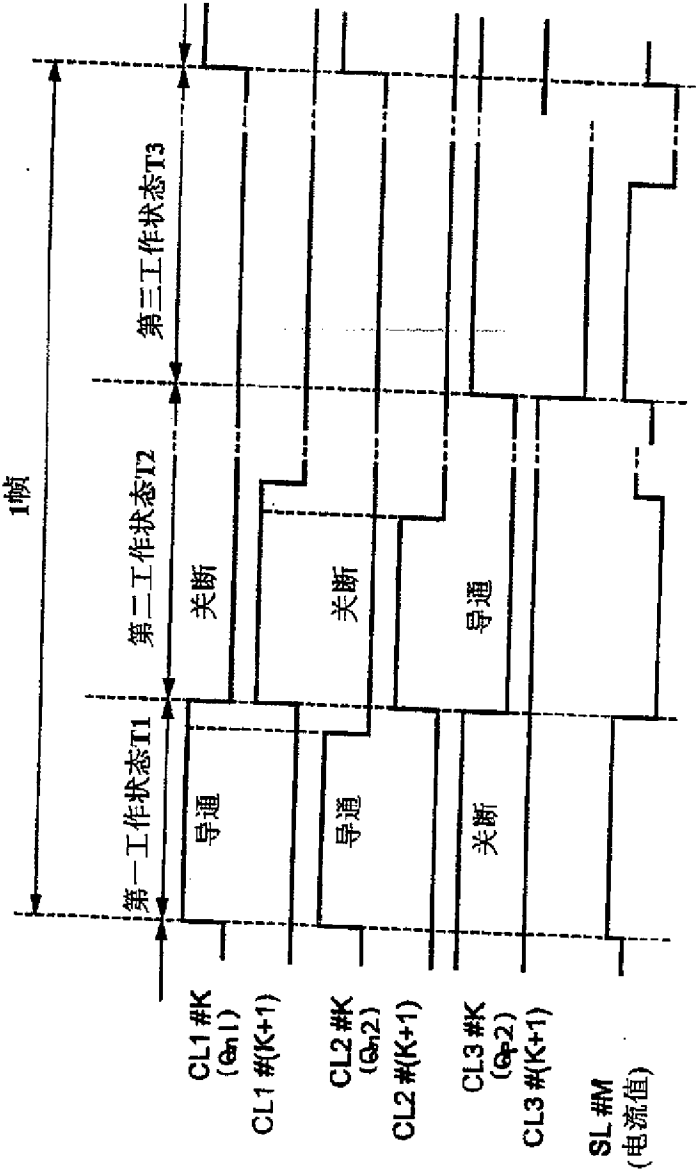 1帧
第一工作状态T1
第二工作状态T2
第三工作状态T3
CL1 #K
(Qn1)
导通
关断
CL1 #(K+1)
CL2 #K
(Qn2)
导通
关断
CL2 #(K+1)
CL3 #K
(Qp2)
关断
导通
CL3 #(K+1)
SL #M
(电流值)